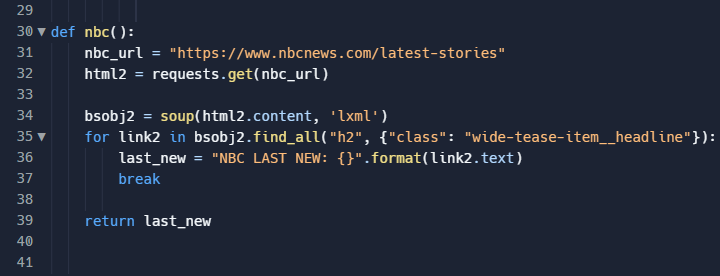 29
30 def nbc():
31     nbc_url = "https://www.nbcnews.com/latest-stories"
32     html2 = requests.get(nbc_url)
33
34     bsobj2 = soup(html2.content, 'lxml')
35     for link2 in bsobj2.find_all("h2", {"class": "wide-tease-item__headline"}):
36         last_new = "NBC LAST NEW: {}".format(link2.text)
37         break
38
39     return last_new
40
41